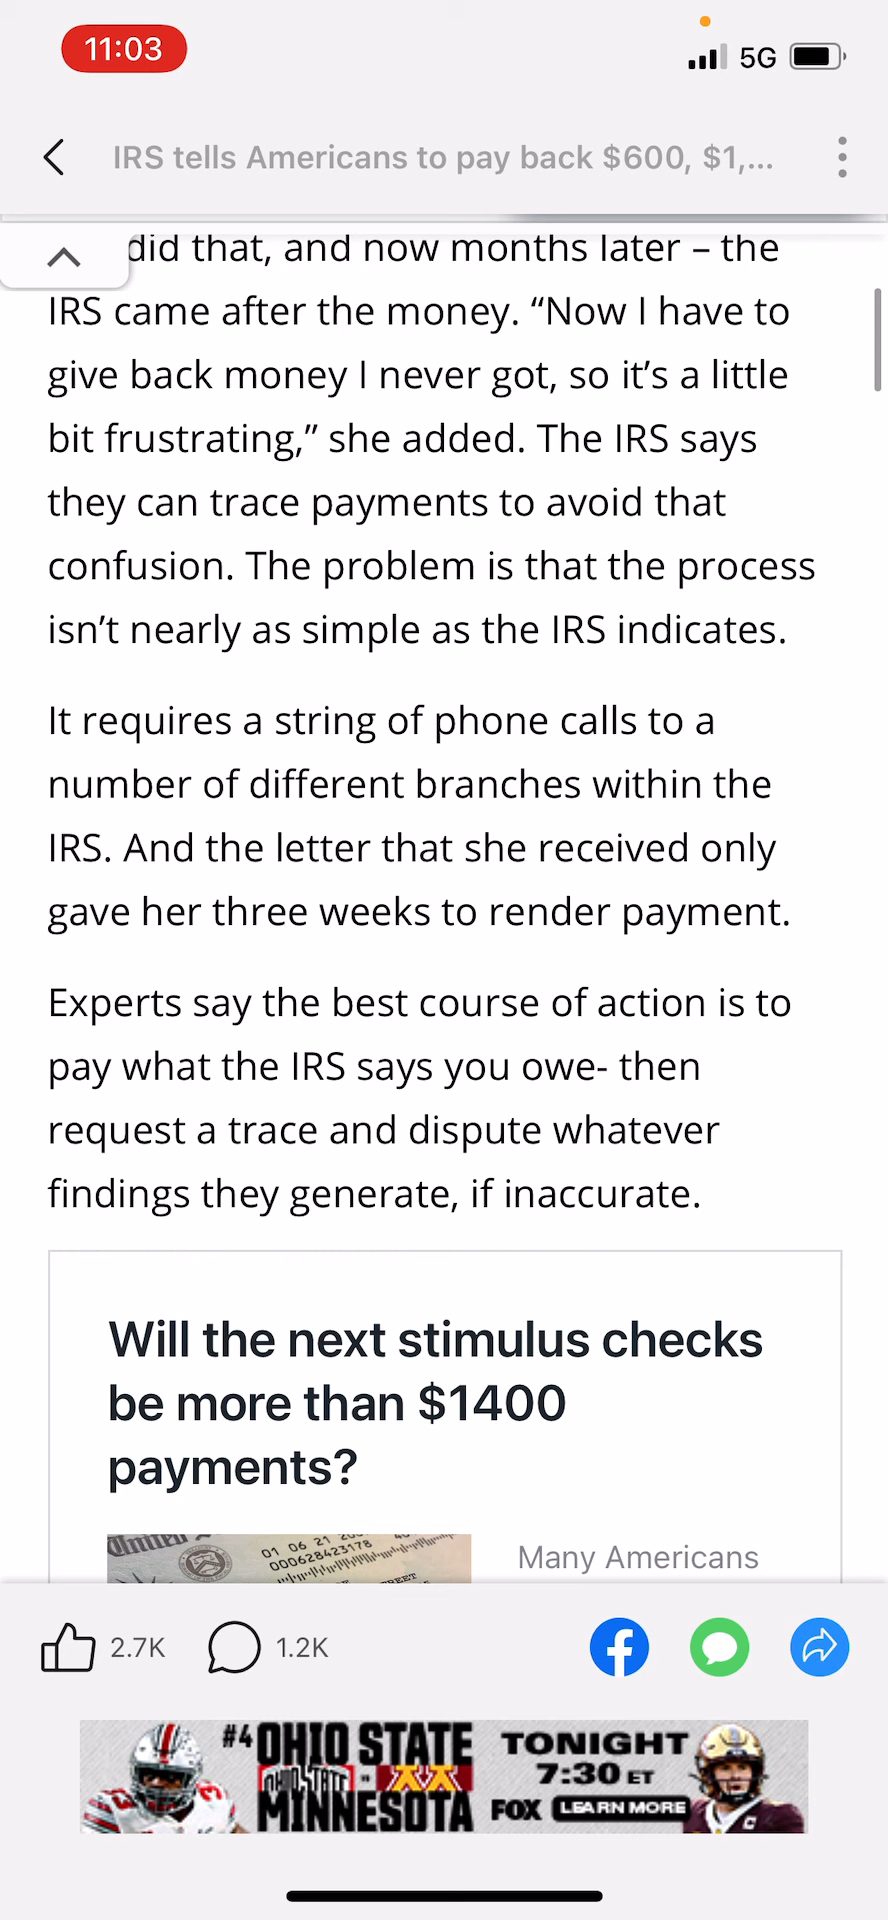 11:03
5G
IRS tells Americans to pay back $600, $1,...
did that, and now months later – the
IRS came after the money. “Now I have to
give back money I never got, so it’s a little
bit frustrating,” she added. The IRS says
they can trace payments to avoid that
confusion. The problem is that the process
isn’t nearly as simple as the IRS indicates.
It requires a string of phone calls to a
number of different branches within the
IRS. And the letter that she received only
gave her three weeks to render payment.
Experts say the best course of action is to
pay what the IRS says you owe- then
request a trace and dispute whatever
findings they generate, if inaccurate.
Will the next stimulus checks
be more than $1400
payments?
United
01 06 21
000628423178
Many Americans
2.7K
1.2K
#4 OHIO STATE
OHIO STATE
MINNESOTA
TONIGHT
7:30 ET
FOX LEARN MORE